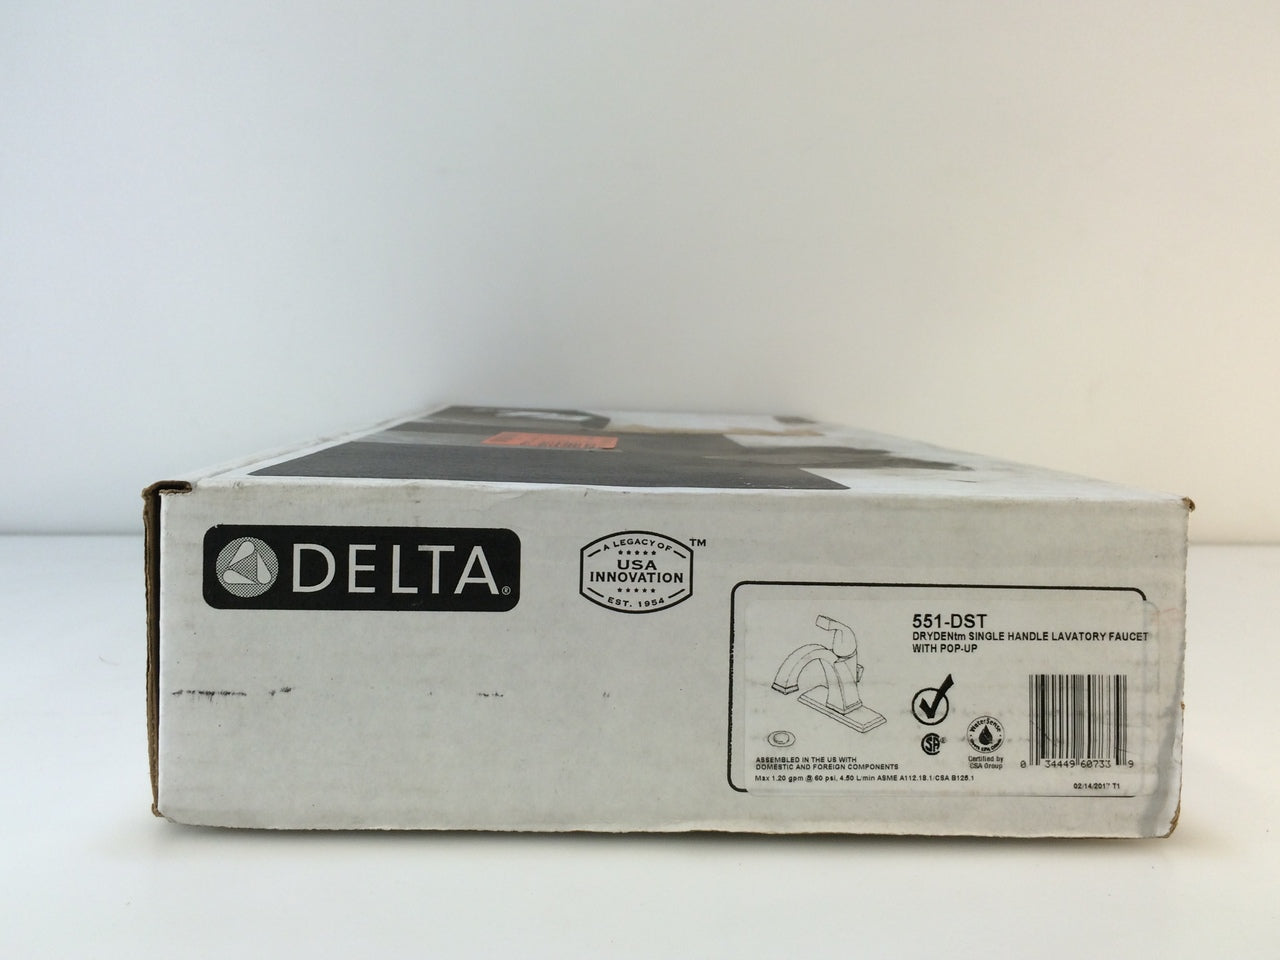 DELTA®
A LEGACY OF
USA
INNOVATION
EST. 1954
TM
551-DST
DRYDENtm SINGLE HANDLE LAVATORY FAUCET
WITH POP-UP
WaterSense
Certified by
CSA Group
ASSEMBLED IN THE US WITH
DOMESTIC AND FOREIGN COMPONENTS
Max 1.20 gpm @ 60 psi, 4.50 L/min ASME A112.18.1/CSA B125.1
0 34449 60733 9
02/14/2017 T1